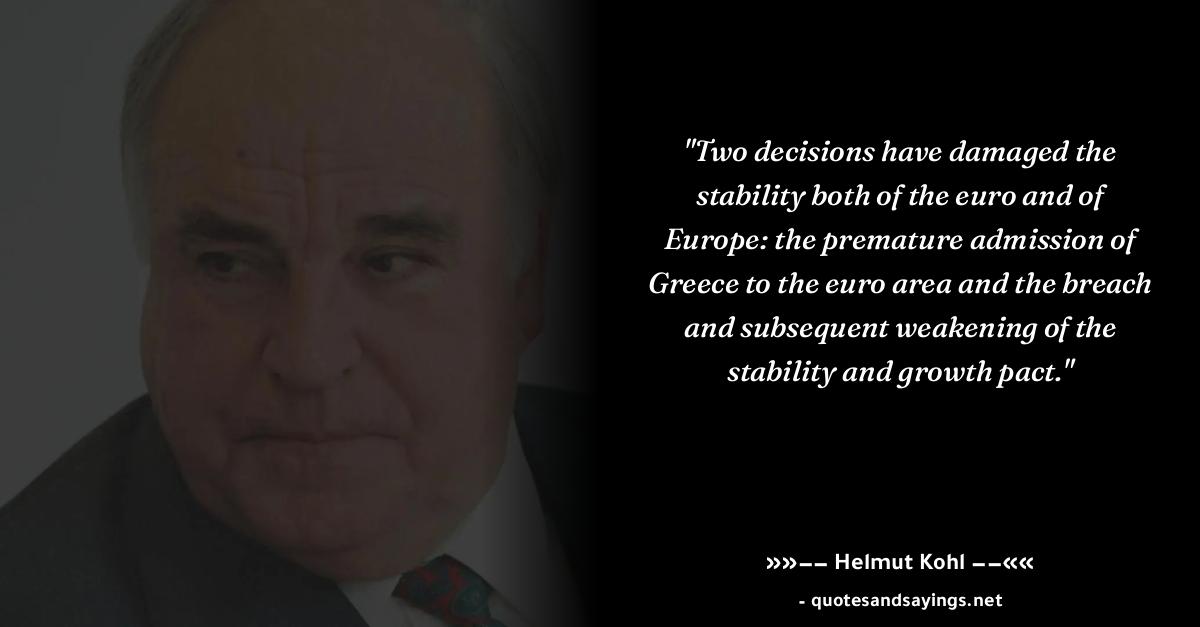 "Two decisions have damaged the
stability both of the euro and of
Europe: the premature admission of
Greece to the euro area and the breach
and subsequent weakening of the
stability and growth pact."
»»–– Helmut Kohl ––««
- quotesandsayings.net